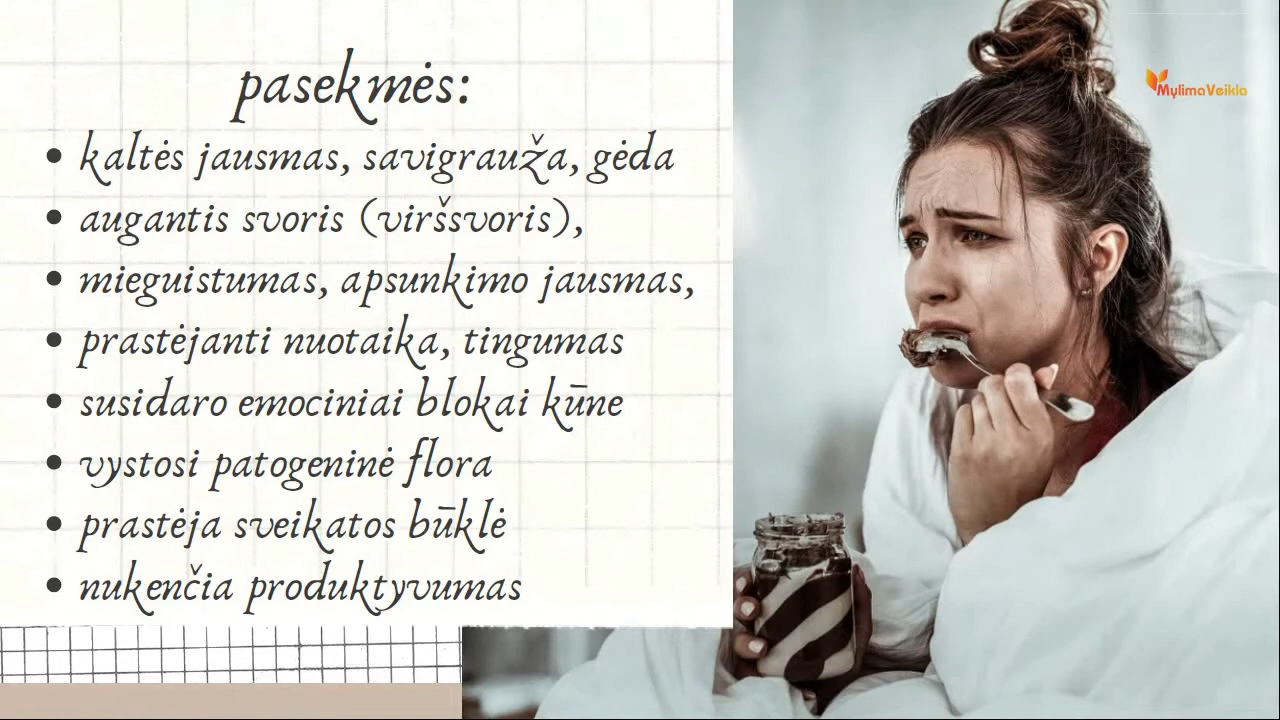 pasekmės:
• kaltės jausmas, savigrauža, gėda
• augantis svoris (viršsvoris),
• mieguistumas, apsunkimo jausmas,
• prastėjanti nuotaika, tingumas
• susidaro emociniai blokai kūne
• vystosi patogeninė flora
• prastėja sveikatos būklė
• nukenčia produktyvumas
MylimaVeikla